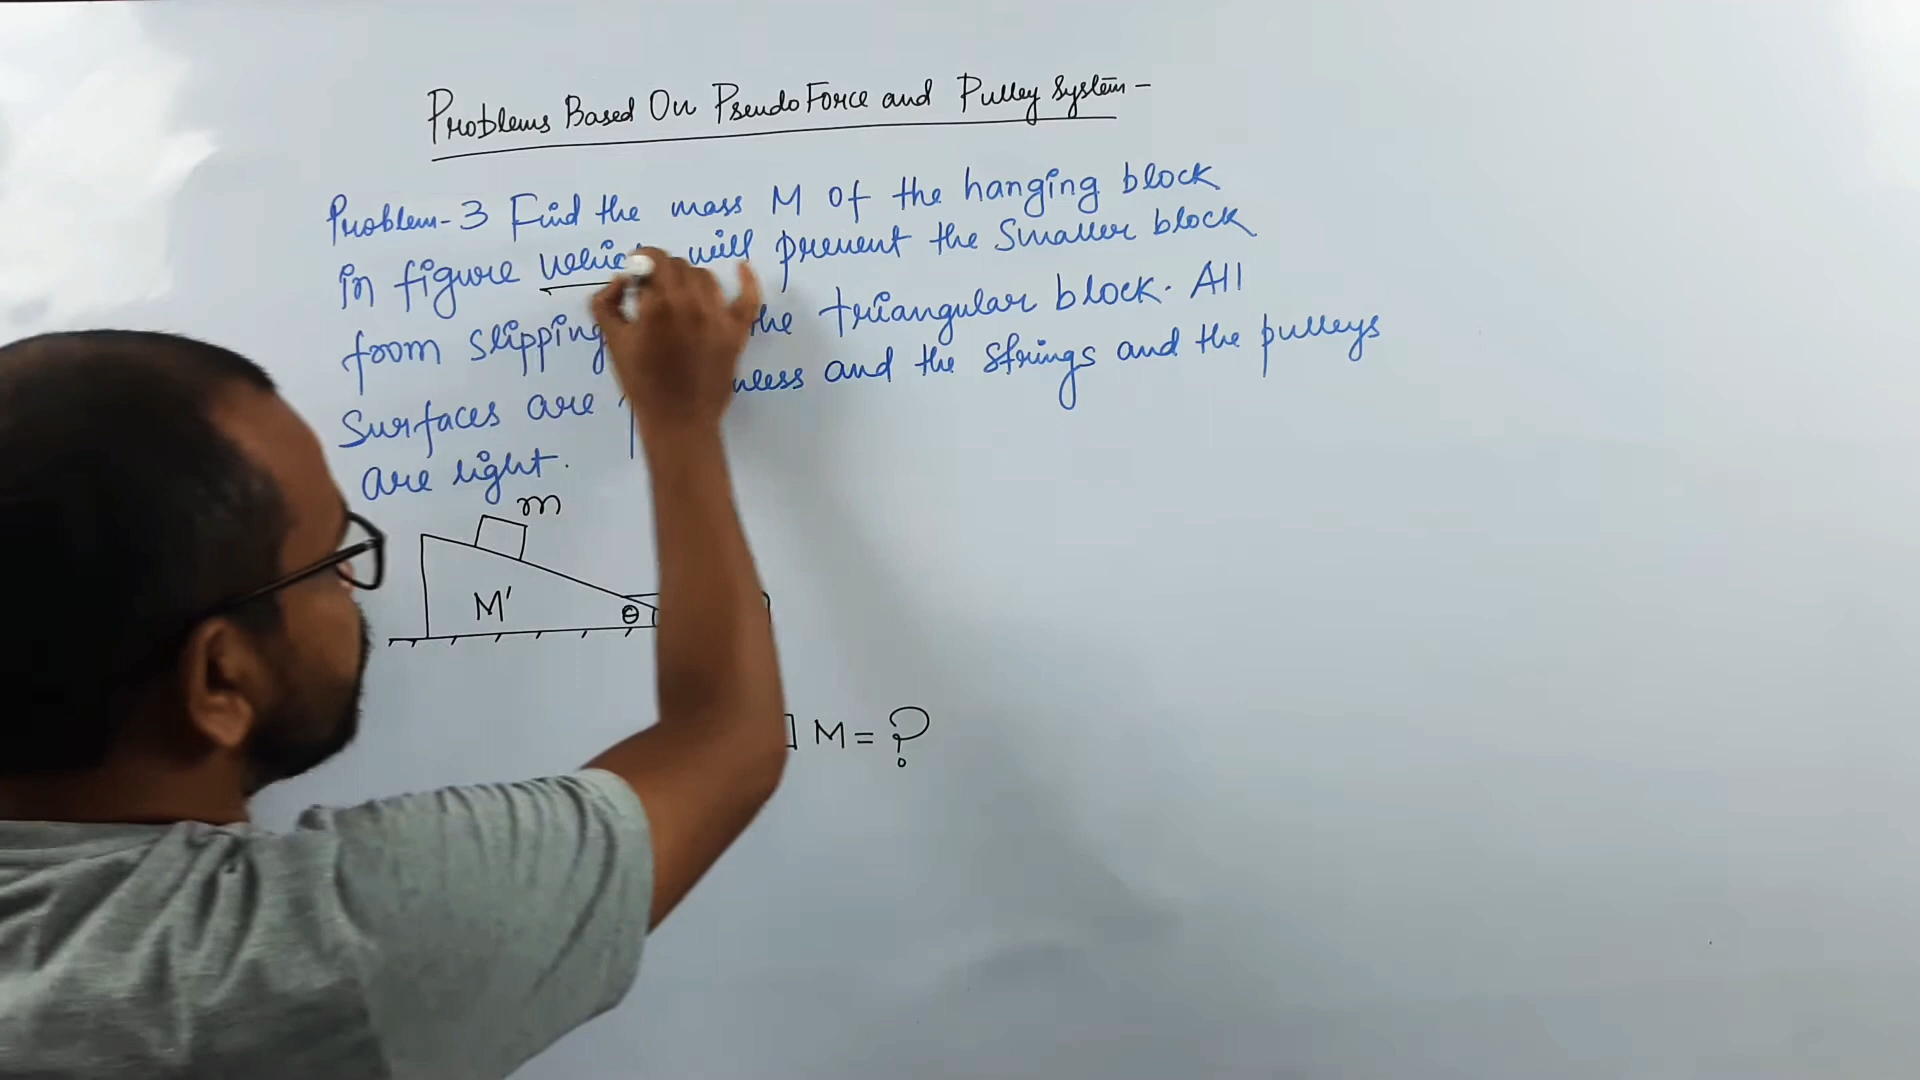 Problems Based On Pseudo Force and Pulley System -
Problem-3 Find the mass M of the hanging block
in figure will prevent the smaller block
from slipping the triangular block. All
Surfaces are and the strings and the pulleys
are light.
m
M'
θ
M = ?